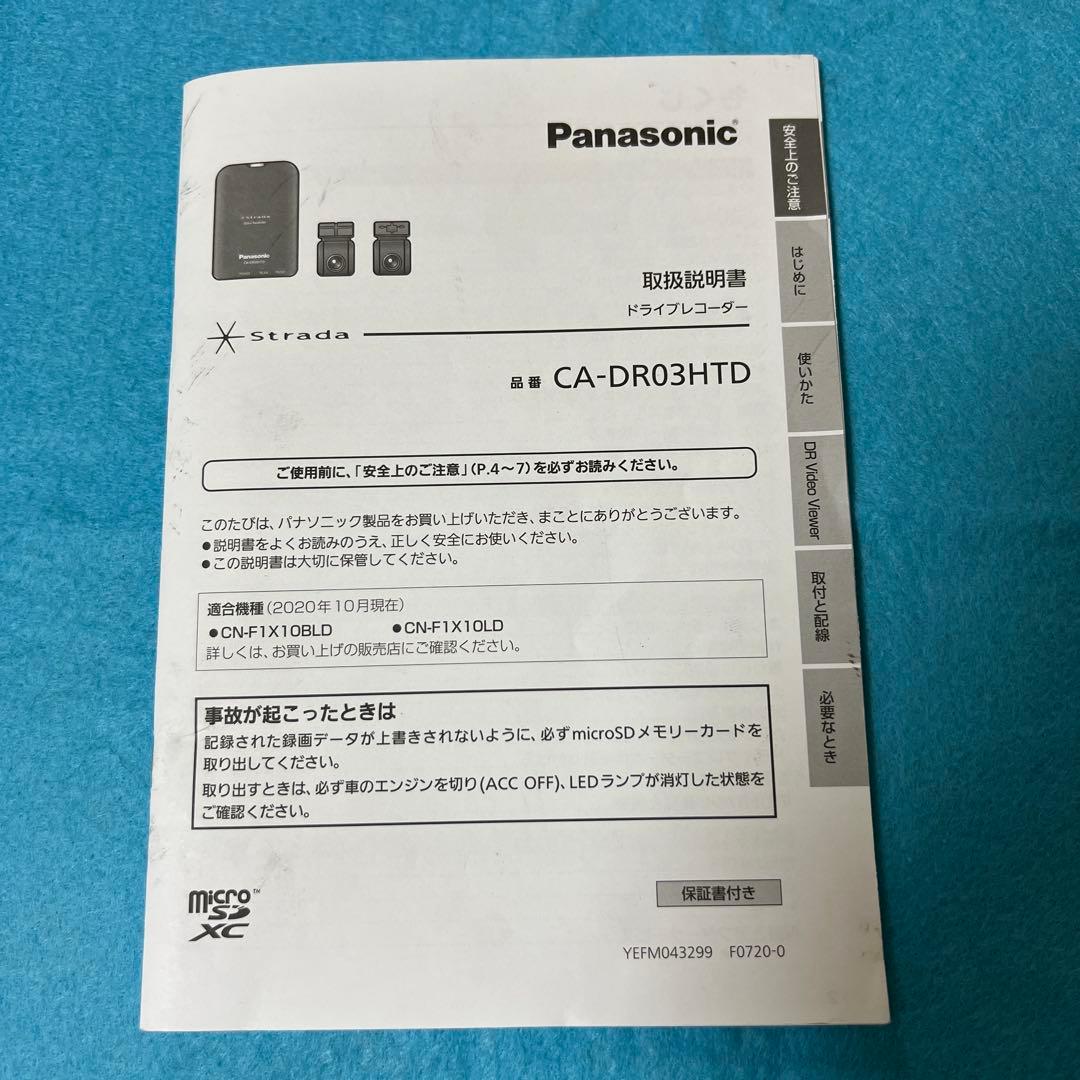 Panasonic®
安全上のご注意
はじめに
使いかた
DR Video Viewer
取付と配線
必要なとき
Strada
Panasonic
取扱説明書
ドライブレコーダー
Strada
品番 CA-DR03HTD
ご使用前に、「安全上のご注意」(P.4~7)を必ずお読みください。
このたびは、パナソニック製品をお買い上げいただき、まことにありがとうございます。
●説明書をよくお読みのうえ、正しく安全にお使いください。
●この説明書は大切に保管してください。
適合機種(2020年10月現在)
●CN-F1X10BLD ●CN-F1X10LD
詳しくは、お買い上げの販売店にご確認ください。
事故が起こったときは
記録された録画データが上書きされないように、必ずmicroSDメモリーカードを
取り出してください。
取り出すときは、必ず車のエンジンを切り(ACC OFF)、LEDランプが消灯した状態を
ご確認ください。
micro SD XC™
保証書付き
YEFM043299 F0720-0